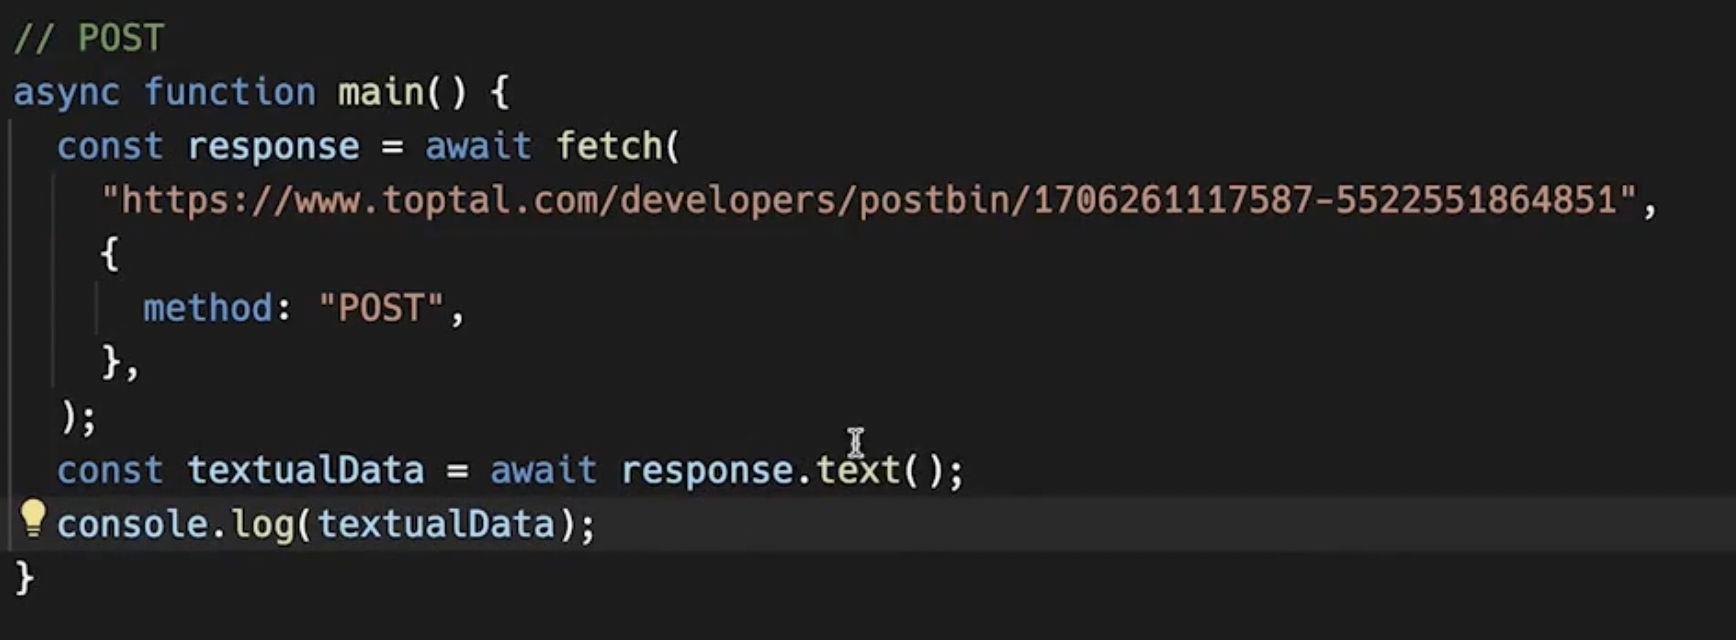 // POST
async function main() {
  const response = await fetch(
    "https://www.toptal.com/developers/postbin/1706261117587-5522551864851",
    {
      method: "POST",
    },
  );
  const textualData = await response.text();
  console.log(textualData);
}